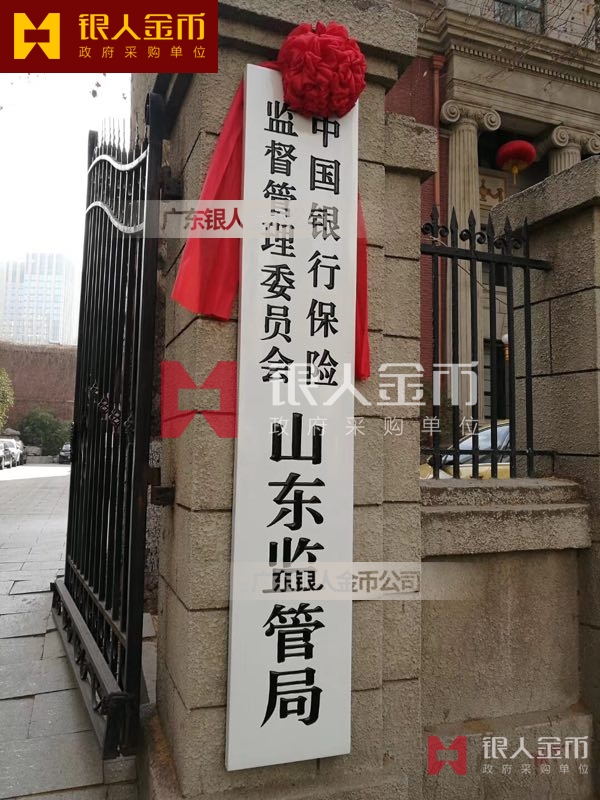 银人金币
政府采购单位
中国银行保险
监督管理委员会
山东监管局
广东银人
银人金币
政府采购单位
广东银人金币公司
银人金币
政府采购单位